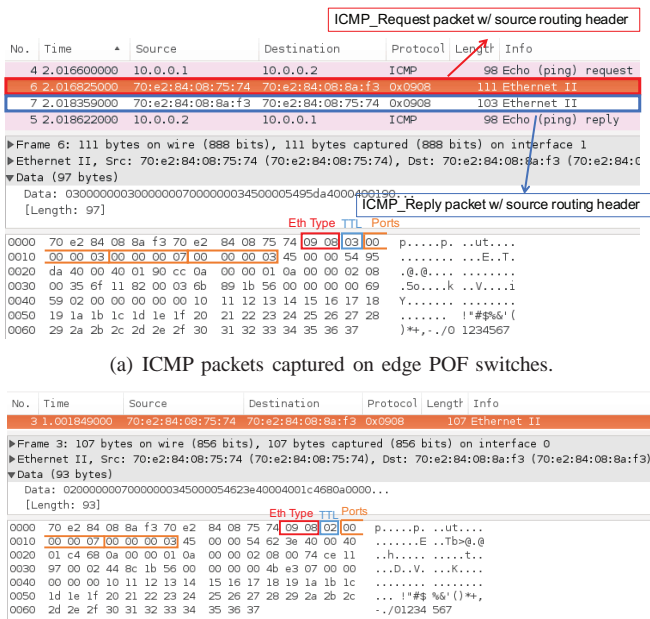 ICMP_Request packet w/ source routing header
No. Time Source Destination Protocol Length Info
4 2.016600000 10.0.0.1 10.0.0.2 ICMP 98 Echo (ping) request
6 2.016825000 70:e2:84:08:75:74 70:e2:84:08:8a:f3 0x0908 111 Ethernet II
7 2.018359000 70:e2:84:08:8a:f3 70:e2:84:08:75:74 0x0908 103 Ethernet II
5 2.018622000 10.0.0.2 10.0.0.1 ICMP 98 Echo (ping) reply
Frame 6: 111 bytes on wire (888 bits), 111 bytes captured (888 bits) on interface 1
Ethernet II, Src: 70:e2:84:08:75:74 (70:e2:84:08:75:74), Dst: 70:e2:84:08:8a:f3 (70:e2:84:0
Data (97 bytes)
Data: 03000000030000000700000034500005495da4000400190...
[Length: 97]
ICMP_Reply packet w/ source routing header
Eth Type TTL Ports
0000 70 e2 84 08 8a f3 70 e2 84 08 75 74 09 08 03 00 p.....p. ..ut....
0010 00 00 03 00 00 00 07 00 00 00 03 45 00 00 54 95 ........ ...E..T.
0020 da 40 00 40 01 90 cc 0a 00 00 01 0a 00 00 02 08 .@.@.... ........
0030 00 35 6f 11 82 00 03 6b 89 1b 56 00 00 00 00 69 .5o....k ..V....i
0040 59 02 00 00 00 00 00 10 11 12 13 14 15 16 17 18 Y....... ........
0050 19 1a 1b 1c 1d 1e 1f 20 21 22 23 24 25 26 27 28 ....... !"#$%&'(
0060 29 2a 2b 2c 2d 2e 2f 30 31 32 33 34 35 36 37 )*+,-./0 1234567
(a) ICMP packets captured on edge POF switches.
No. Time Source Destination Protocol Length Info
3 1.001849000 70:e2:84:08:75:74 70:e2:84:08:8a:f3 0x0908 107 Ethernet II
Frame 3: 107 bytes on wire (856 bits), 107 bytes captured (856 bits) on interface 0
Ethernet II, Src: 70:e2:84:08:75:74 (70:e2:84:08:75:74), Dst: 70:e2:84:08:8a:f3 (70:e2:84:08:8a:f3)
Data (93 bytes)
Data: 02000000070000000345000054623e40004001c4680a0000...
[Length: 93]
Eth Type TTL Ports
0000 70 e2 84 08 8a f3 70 e2 84 08 75 74 09 08 02 00 p.....p. ..ut....
0010 00 00 07 00 00 00 03 45 00 00 54 62 3e 40 00 40 .......E ..Tb>@.@
0020 01 c4 68 0a 00 00 01 0a 00 00 02 08 00 74 ce 11 ..h..... .....t..
0030 97 00 02 44 8c 1b 56 00 00 00 00 4b e3 07 00 00 ...D..V. ...K....
0040 00 00 00 10 11 12 13 14 15 16 17 18 19 1a 1b 1c ........ ........
0050 1d 1e 1f 20 21 22 23 24 25 26 27 28 29 2a 2b 2c ... !"#$ %&'()*+,
0060 2d 2e 2f 30 31 32 33 34 35 36 37 -./01234 567